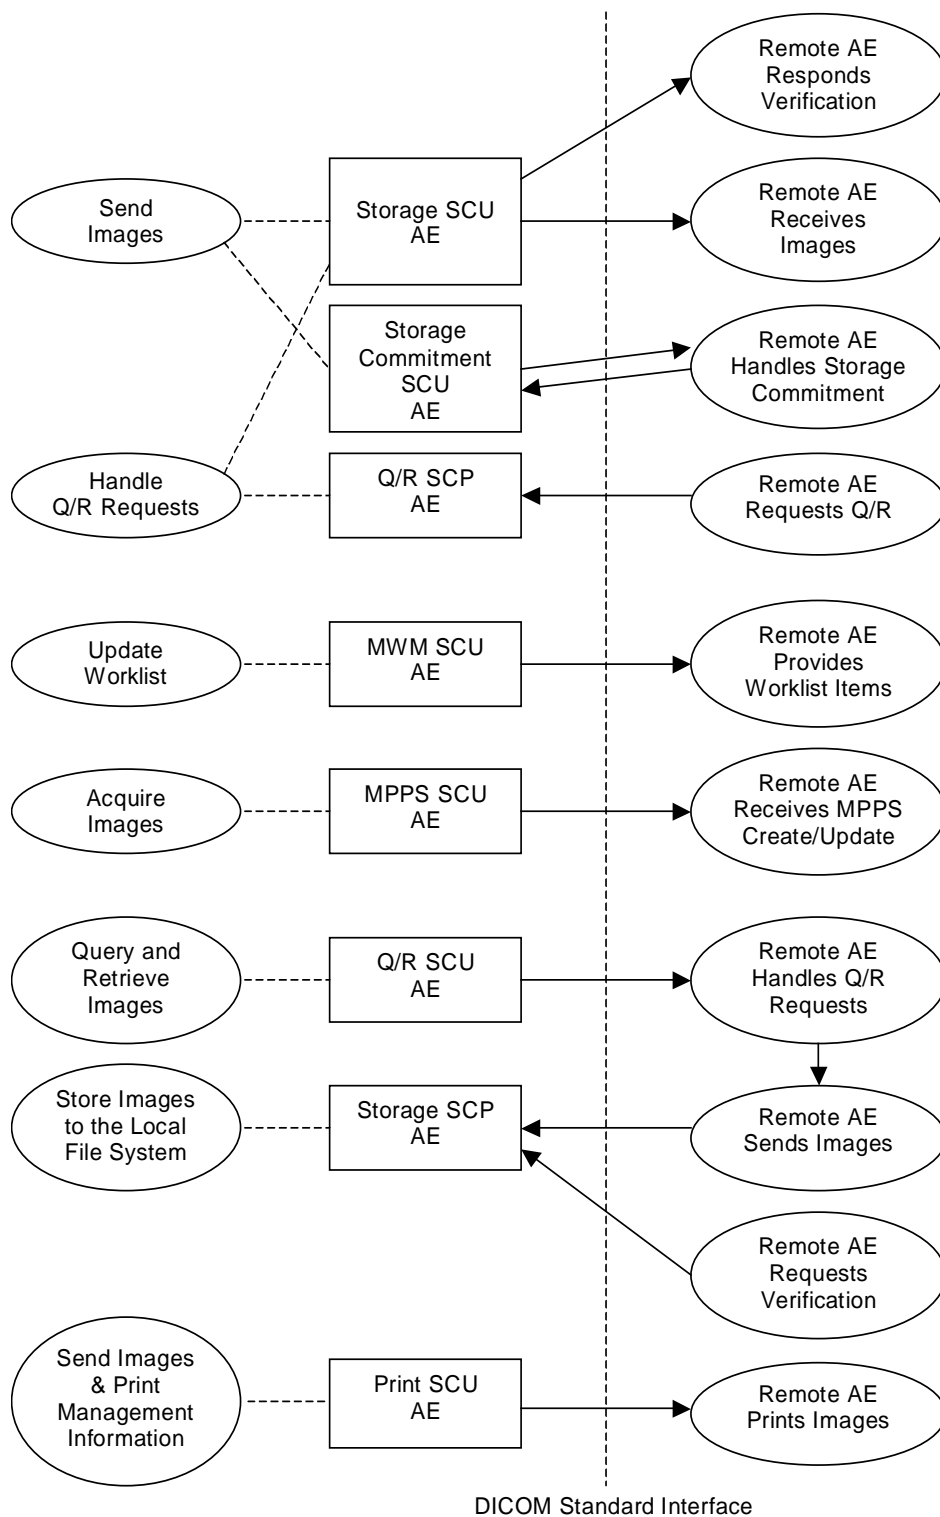 Remote AE
Responds
Verification
Send
Images
Storage SCU
AE
Remote AE
Receives
Images
Storage
Commitment
SCU
AE
Remote AE
Handles Storage
Commitment
Handle
Q/R Requests
Q/R SCP
AE
Remote AE
Requests Q/R
Update
Worklist
MWM SCU
AE
Remote AE
Provides
Worklist Items
Acquire
Images
MPPS SCU
AE
Remote AE
Receives MPPS
Create/Update
Query and
Retrieve
Images
Q/R SCU
AE
Remote AE
Handles Q/R
Requests
Store Images
to the Local
File System
Storage SCP
AE
Remote AE
Sends Images
Remote AE
Requests
Verification
Send Images
& Print
Management
Information
Print SCU
AE
Remote AE
Prints Images
DICOM Standard Interface